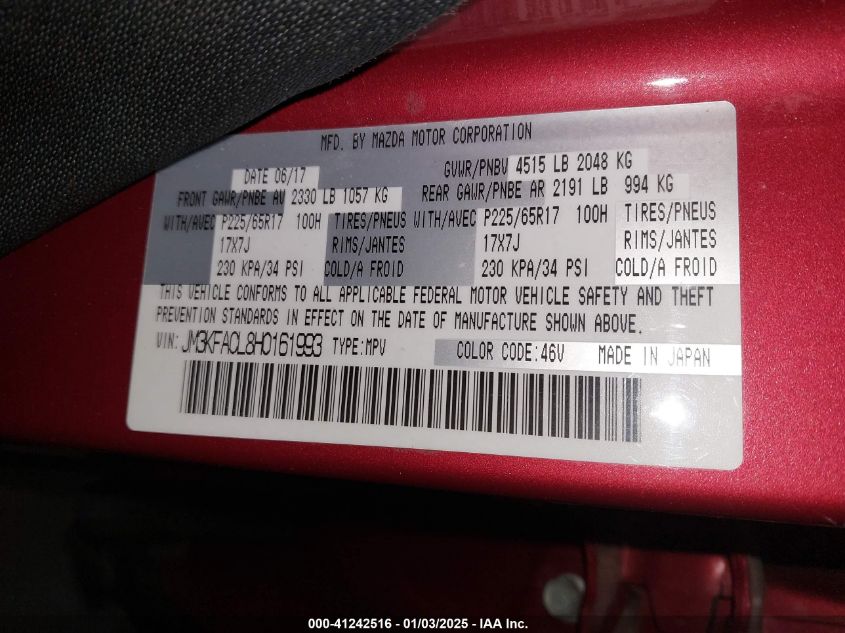 MFD. BY MAZDA MOTOR CORPORATION
DATE 06/17 GVWR/PNBV 4515 LB 2048 KG
FRONT GAWR/PNBE AV 2330 LB 1057 KG REAR GAWR/PNBE AR 2191 LB 994 KG
WITH/AVEC P225/65R17 100H TIRES/PNEUS WITH/AVEC P225/65R17 100H TIRES/PNEUS
17X7J RIMS/JANTES 17X7J RIMS/JANTES
230 KPA/34 PSI COLD/A FROID 230 KPA/34 PSI COLD/A FROID
THIS VEHICLE CONFORMS TO ALL APPLICABLE FEDERAL MOTOR VEHICLE SAFETY AND THEFT
PREVENTION STANDARDS IN EFFECT ON THE DATE OF MANUFACTURE SHOWN ABOVE.
VIN: JM3KFACL8H0161993 TYPE:MPV COLOR CODE:46V MADE IN JAPAN
000-41242516 - 01/03/2025 - IAA Inc.